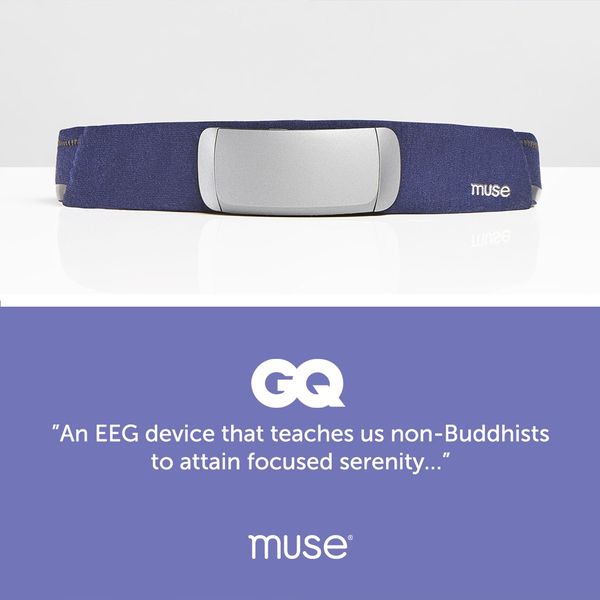 muse
GQ
"An EEG device that teaches us non-Buddhists
to attain focused serenity..."
muse®